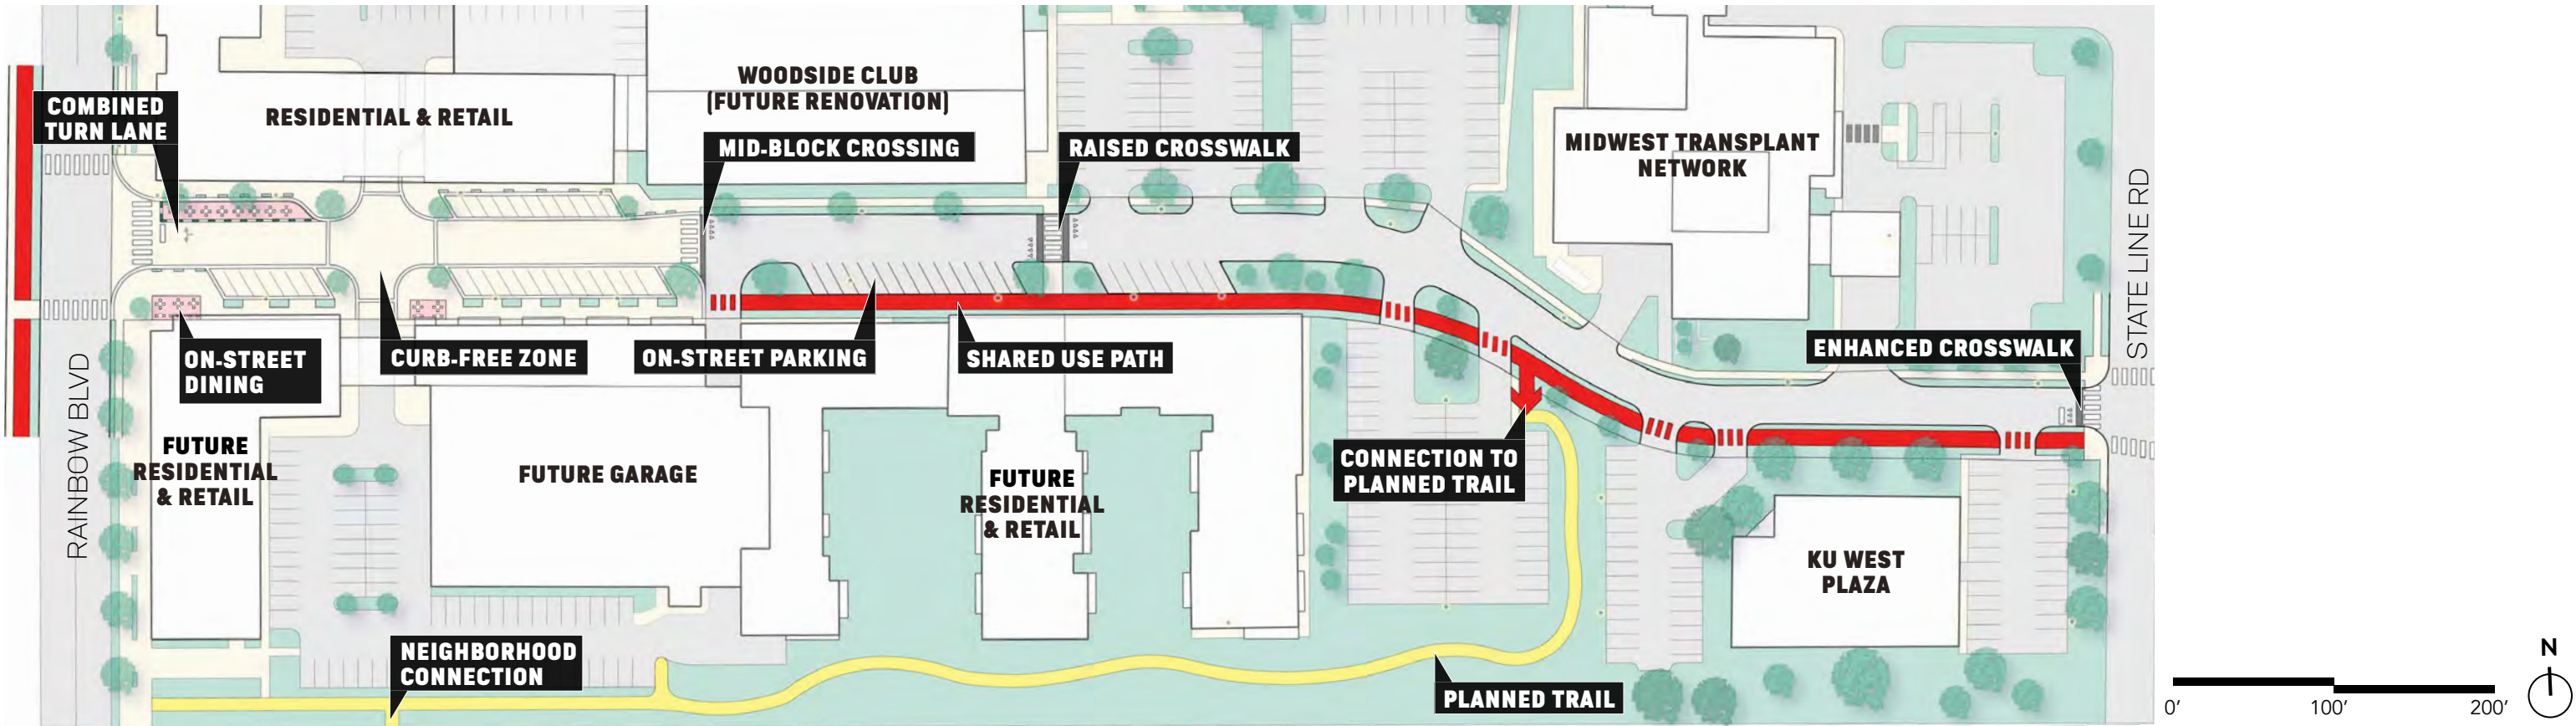 WOODSIDE CLUB
(FUTURE RENOVATION)
COMBINED
TURN LANE
RESIDENTIAL & RETAIL
MID-BLOCK CROSSING
RAISED CROSSWALK
MIDWEST TRANSPLANT
NETWORK
STATE LINE RD
RAINBOW BLVD
ON-STREET
DINING
CURB-FREE ZONE
ON-STREET PARKING
SHARED USE PATH
ENHANCED CROSSWALK
FUTURE
RESIDENTIAL
& RETAIL
FUTURE GARAGE
FUTURE
RESIDENTIAL
& RETAIL
CONNECTION TO
PLANNED TRAIL
KU WEST
PLAZA
NEIGHBORHOOD
CONNECTION
PLANNED TRAIL
N
0' 100' 200'